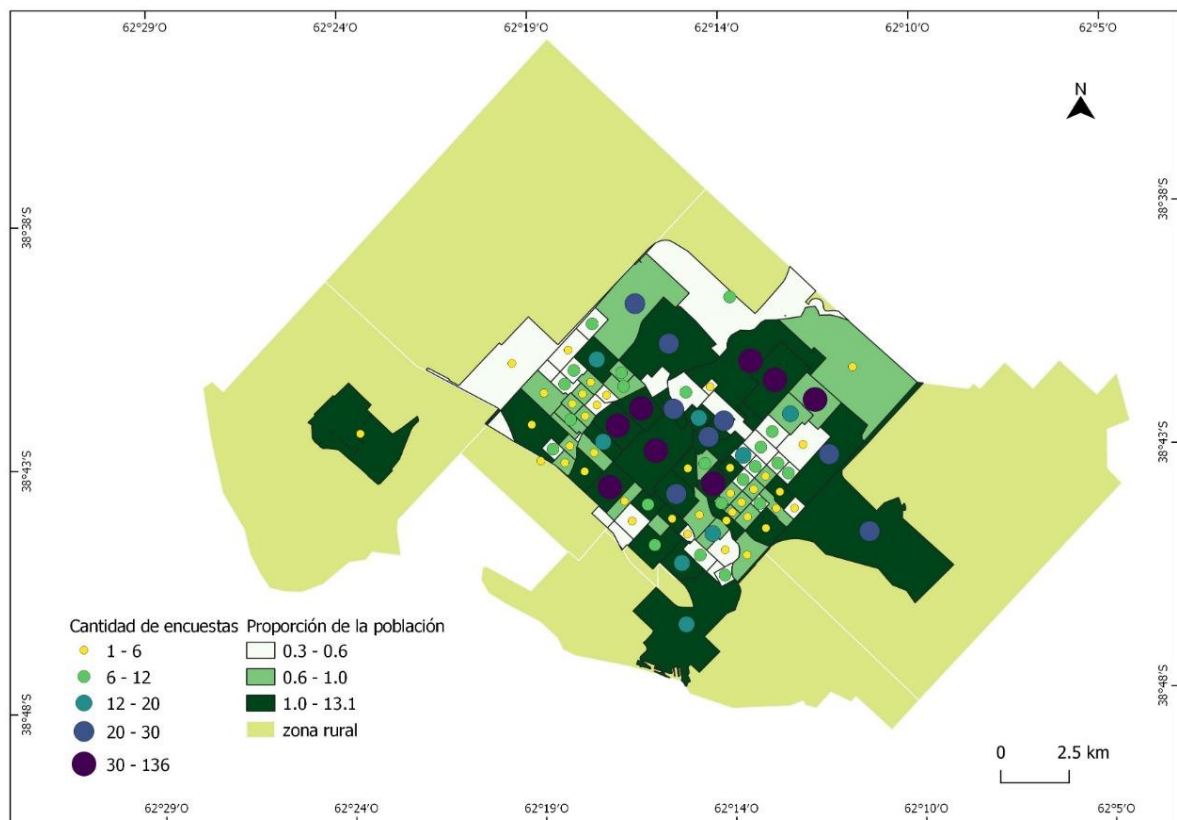 62°29'O 62°24'O 62°19'O 62°14'O 62°10'O 62°5'O
N
38°38'S 38°38'S
38°43'S 38°43'S
38°48'S 38°48'S
Cantidad de encuestas Proporción de la población
1 - 6 0.3 - 0.6
6 - 12 0.6 - 1.0
12 - 20 1.0 - 13.1
20 - 30 zona rural
30 - 136
0 2.5 km
62°29'O 62°24'O 62°19'O 62°14'O 62°10'O 62°5'O